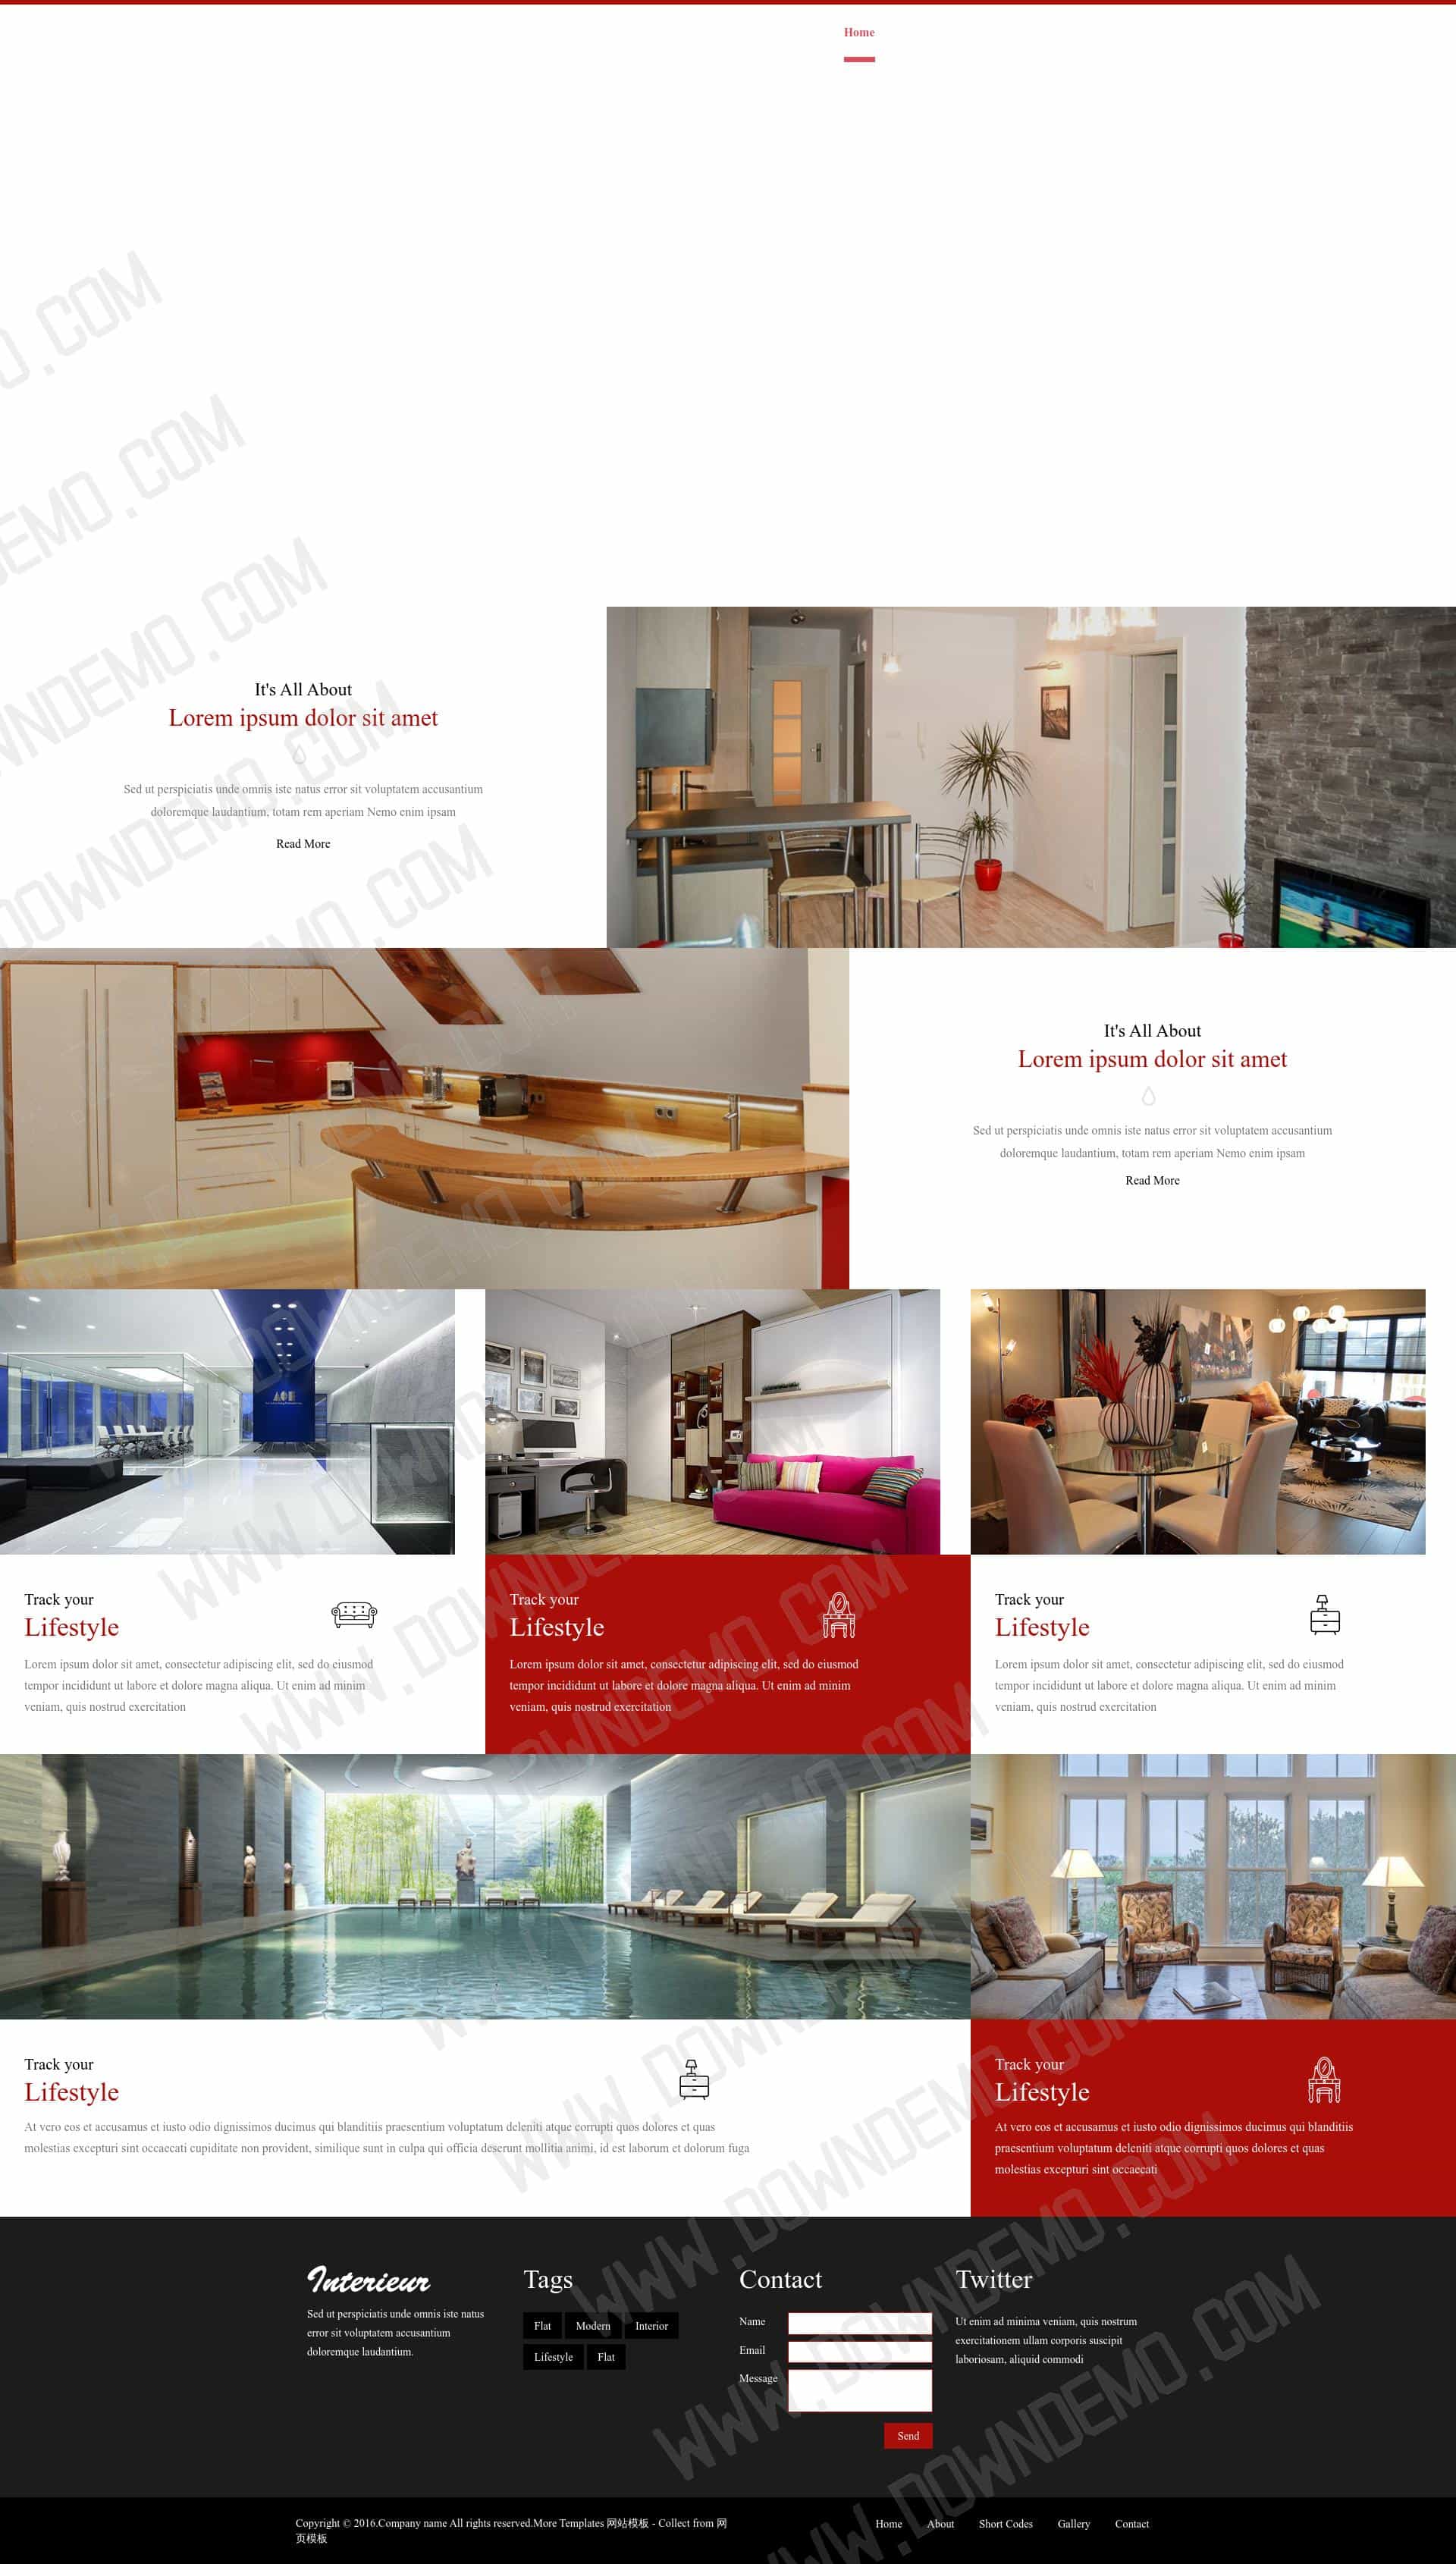 Home
It's All About
Lorem ipsum dolor sit amet
Sed ut perspiciatis unde omnis iste natus error sit voluptatem accusantium
doloremque laudantium, totam rem aperiam Nemo enim ipsam
Read More
It's All About
Lorem ipsum dolor sit amet
Sed ut perspiciatis unde omnis iste natus error sit voluptatem accusantium
doloremque laudantium, totam rem aperiam Nemo enim ipsam
Read More
Track your
Lifestyle
Lorem ipsum dolor sit amet, consectetur adipiscing elit, sed do eiusmod
tempor incididunt ut labore et dolore magna aliqua. Ut enim ad minim
veniam, quis nostrud exercitation
Track your
Lifestyle
Lorem ipsum dolor sit amet, consectetur adipiscing elit, sed do eiusmod
tempor incididunt ut labore et dolore magna aliqua. Ut enim ad minim
veniam, quis nostrud exercitation
Track your
Lifestyle
Lorem ipsum dolor sit amet, consectetur adipiscing elit, sed do eiusmod
tempor incididunt ut labore et dolore magna aliqua. Ut enim ad minim
veniam, quis nostrud exercitation
Track your
Lifestyle
At vero eos et accusamus et iusto odio dignissimos ducimus qui blanditiis praesentium voluptatum deleniti atque corrupti quos dolores et quas
molestias excepturi sint occaecati cupiditate non provident, similique sunt in culpa qui officia deserunt mollitia animi, id est laborum et dolorum fuga
Track your
Lifestyle
At vero eos et accusamus et iusto odio dignissimos ducimus qui blanditiis
praesentium voluptatum deleniti atque corrupti quos dolores et quas
molestias excepturi sint occaecati
Interieur
Sed ut perspiciatis unde omnis iste natus
error sit voluptatem accusantium
doloremque laudantium.
Tags
Flat Modern Interior
Lifestyle Flat
Contact
Name
Email
Message
Send
Twitter
Ut enim ad minima veniam, quis nostrum
exercitationem ullam corporis suscipit
laboriosam, aliquid commodi
Copyright © 2016.Company name All rights reserved.More Templates 网站模板 - Collect from 网
页模板
Home About Short Codes Gallery Contact
WWW.DOWNDEMO.COM